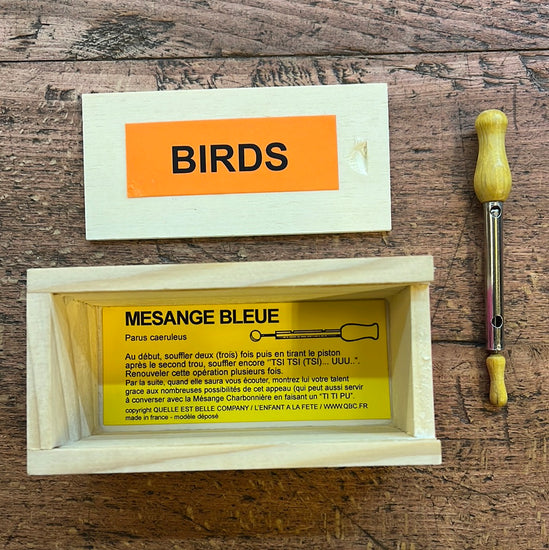 BIRDS
MESANGE BLEUE
Parus caeruleus
Au début, souffler deux (trois) fois puis en tirant le piston
après le second trou, souffler encore "TSI TSI (TSI)... UUU..".
Renouveler cette opération plusieurs fois.
Par la suite, quand elle saura vous écouter, montrez lui votre talent
grace aux nombreuses possibilités de cet appeau (qui peut aussi servir
à converser avec la Mésange Charbonnière en faisant un "TI TI PU".
copyright QUELLE EST BELLE COMPANY / L'ENFANT A LA FETE / WWW.QBC.FR
made in france - modèle déposé